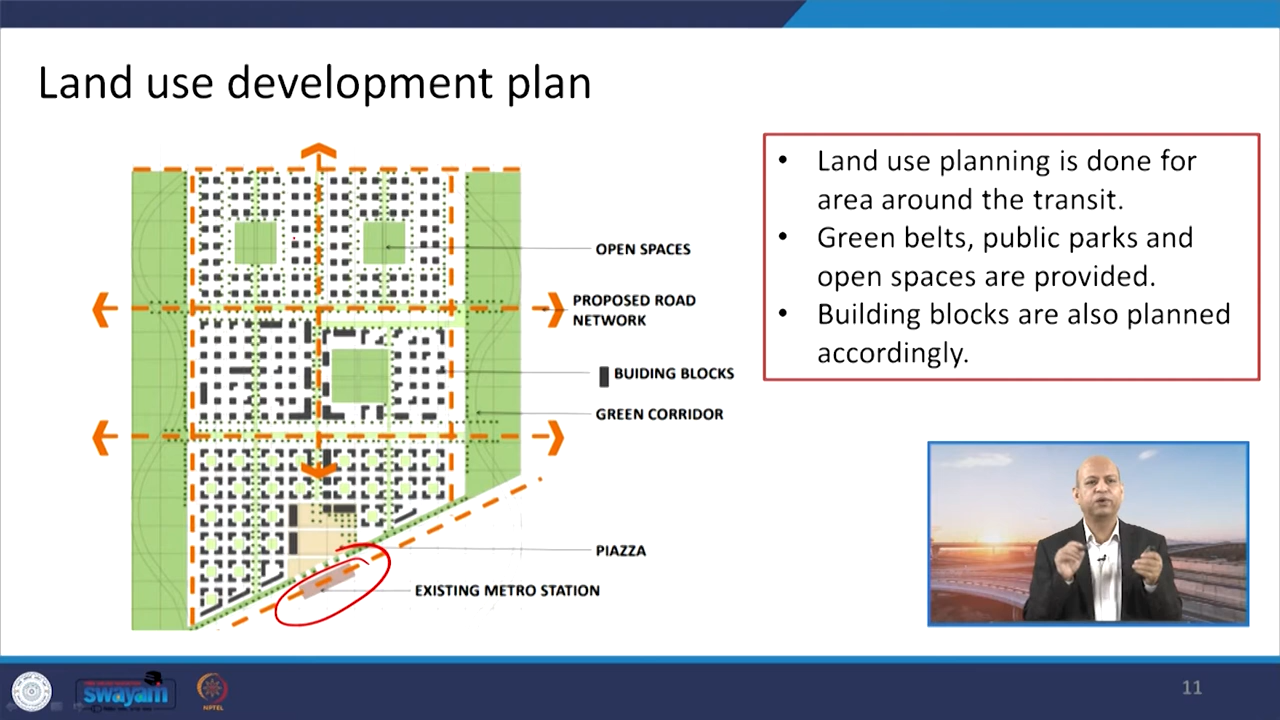 Land use development plan
OPEN SPACES
PROPOSED ROAD
NETWORK
BUIDING BLOCKS
GREEN CORRIDOR
PIAZZA
EXISTING METRO STATION
• Land use planning is done for
area around the transit.
• Green belts, public parks and
open spaces are provided.
• Building blocks are also planned
accordingly.
swayam
NPTEL
11